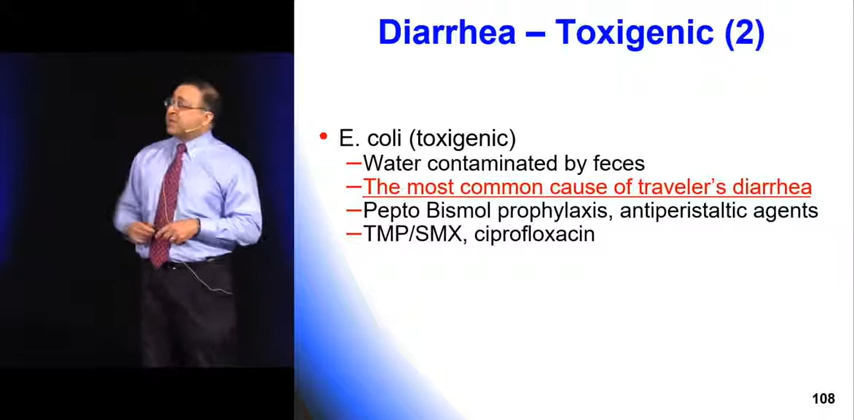 Diarrhea – Toxigenic (2)
• E. coli (toxigenic)
–Water contaminated by feces
–The most common cause of traveler's diarrhea
–Pepto Bismol prophylaxis, antiperistaltic agents
–TMP/SMX, ciprofloxacin
108